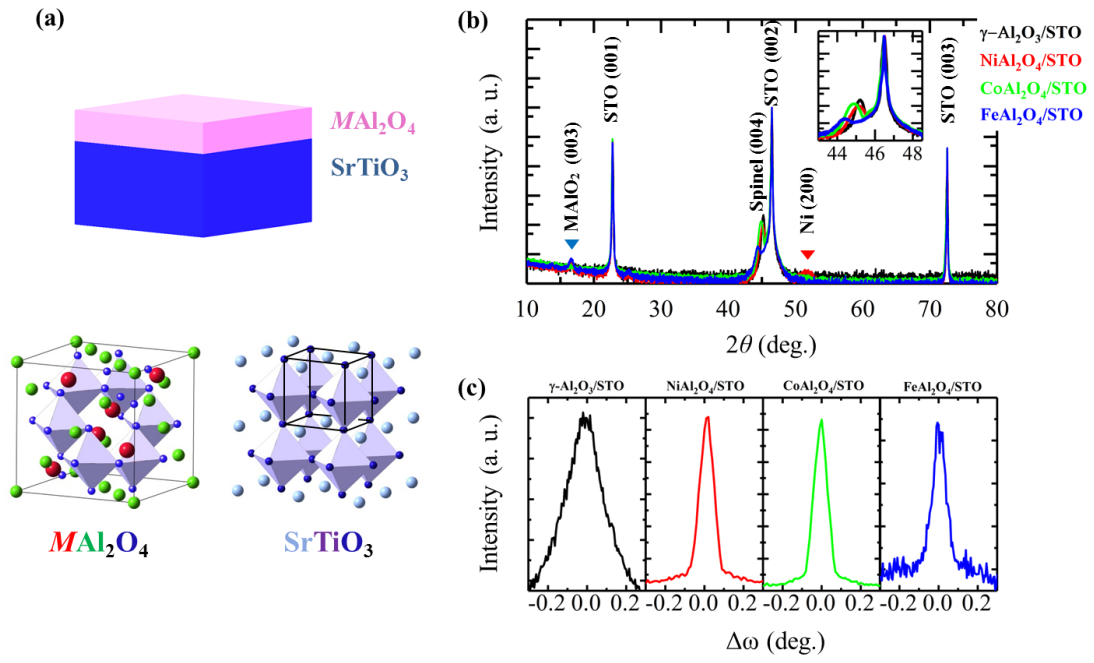 (a)
MAl₂O₄
SrTiO₃
MAl₂O₄
SrTiO₃
(b)
Intensity (a. u.)
MAlO₂ (003)
STO (001)
Spinel (004)
STO (002)
Ni (200)
STO (003)
44 46 48
γ−Al₂O₃/STO
NiAl₂O₄/STO
CoAl₂O₄/STO
FeAl₂O₄/STO
10 20 30 40 50 60 70 80
2θ (deg.)
(c)
γ-Al₂O₃/STO NiAl₂O₄/STO CoAl₂O₄/STO FeAl₂O₄/STO
Intensity (a. u.)
-0.2 0.0 0.2 -0.2 0.0 0.2 -0.2 0.0 0.2 -0.2 0.0 0.2
Δω (deg.)